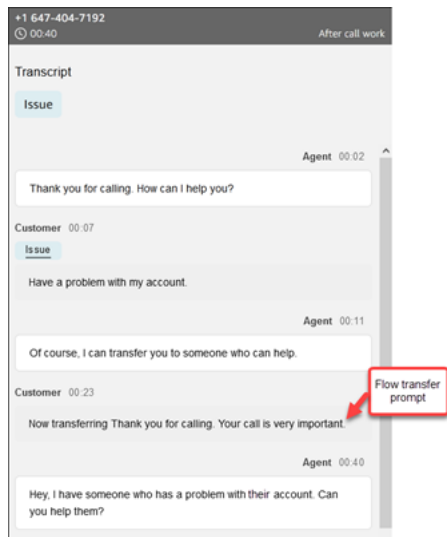 +1 647-404-7192
00:40 After call work
Transcript
Issue
Agent 00:02
Thank you for calling. How can I help you?
Customer 00:07
Issue
Have a problem with my account.
Agent 00:11
Of course, I can transfer you to someone who can help.
Customer 00:23
Flow transfer
prompt
Now transferring Thank you for calling. Your call is very important.
Agent 00:40
Hey, I have someone who has a problem with their account. Can
you help them?